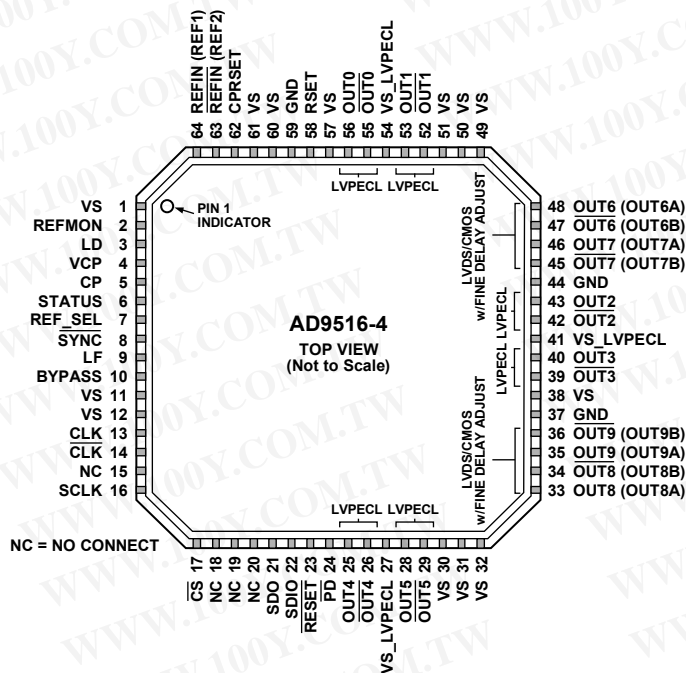 64 REFIN (REF1)
63 REFIN (REF2)
62 CPRSET
61 VS
60 VS
59 GND
58 RSET
57 VS
56 OUT0
55 OUT0
54 VS_LVPECL
53 OUT1
52 OUT1
51 VS
50 VS
49 VS
LVPECL LVPECL
VS 1
REFMON 2
LD 3
VCP 4
CP 5
STATUS 6
REF_SEL 7
SYNC 8
LF 9
BYPASS 10
VS 11
VS 12
CLK 13
CLK 14
NC 15
SCLK 16
PIN 1
INDICATOR
AD9516-4
TOP VIEW
(Not to Scale)
LVDS/CMOS
w/FINE DELAY ADJUST
LVPECL LVPECL
LVDS/CMOS
w/FINE DELAY ADJUST
48 OUT6 (OUT6A)
47 OUT6 (OUT6B)
46 OUT7 (OUT7A)
45 OUT7 (OUT7B)
44 GND
43 OUT2
42 OUT2
41 VS_LVPECL
40 OUT3
39 OUT3
38 VS
37 GND
36 OUT9 (OUT9B)
35 OUT9 (OUT9A)
34 OUT8 (OUT8B)
33 OUT8 (OUT8A)
LVPECL LVPECL
NC = NO CONNECT
CS 17
NC 18
NC 19
NC 20
SDO 21
SDIO 22
RESET 23
PD 24
OUT4 25
OUT4 26
VS_LVPECL 27
OUT5 28
OUT5 29
VS 30
VS 31
VS 32
WWW.100Y.COM.TW